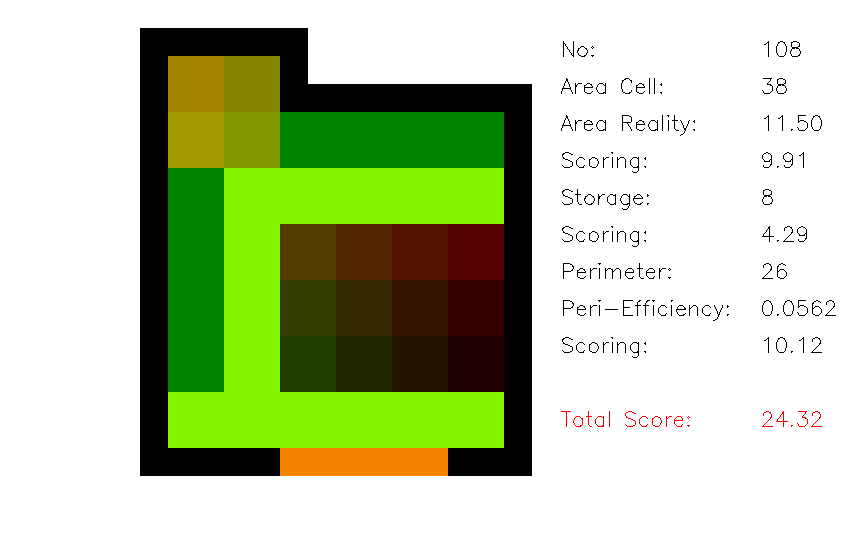 No: 108
Area Cell: 38
Area Reality: 11.50
Scoring: 9.91
Storage: 8
Scoring: 4.29
Perimeter: 26
Peri-Efficiency: 0.0562
Scoring: 10.12
Total Score: 24.32